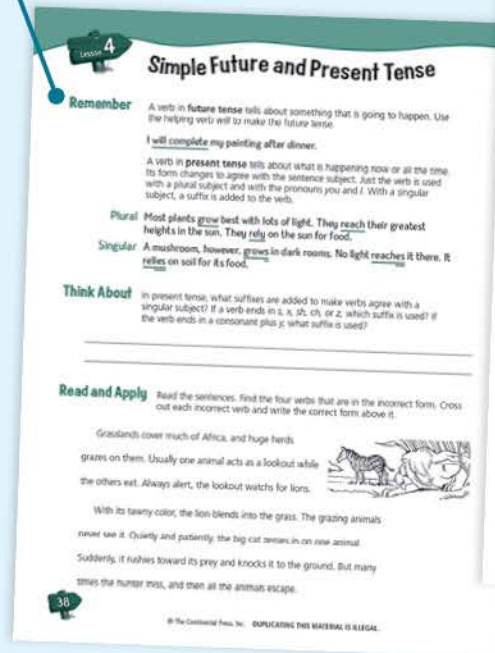 Lesson 4
Simple Future and Present Tense
Remember
A verb in future tense tells about something that is going to happen. Use
the helping verb will to make the future tense.
I will complete my painting after dinner.
A verb in present tense tells about what is happening now or all the time.
Its form changes to agree with the sentence subject. Just the verb is used
with a plural subject and with the pronouns you and I. With a singular
subject, a suffix is added to the verb.
Plural Most plants grow best with lots of light. They reach their greatest
heights in the sun. They rely on the sun for food.
Singular A mushroom, however, grows in dark rooms. No light reaches it there. It
relies on soil for its food.
Think About
In present tense, what suffixes are added to make verbs agree with a
singular subject? If a verb ends in s, x, sh, ch, or z, which suffix is used? If
the verb ends in a consonant plus y, what suffix is used?
Read and Apply
Read the sentences. Find the four verbs that are in the incorrect form. Cross
out each incorrect verb and write the correct form above it.
Grasslands cover much of Africa, and huge herds
grazes on them. Usually one animal acts as a lookout while
the others eat. Always alert, the lookout watchs for lions.
With its tawny color, the lion blends into the grass. The grazing animals
never see it. Quietly and patiently, the big cat zeroes in on one animal.
Suddenly, it rushies toward its prey and knocks it to the ground. But many
times the hunter miss, and then all the animals escape.
38
© The Continental Press, Inc. DUPLICATING THIS MATERIAL IS ILLEGAL.